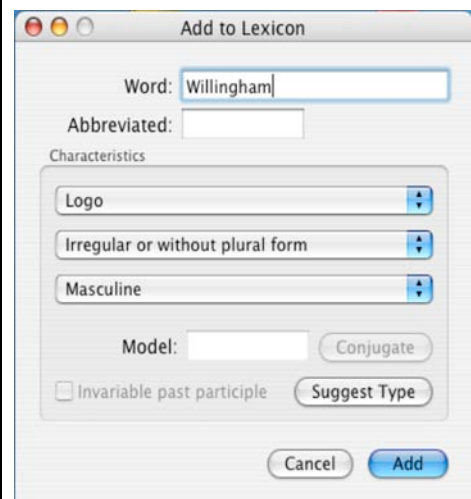 Add to Lexicon
Word: Willingham
Abbreviated:
Characteristics
Logo
Irregular or without plural form
Masculine
Model: Conjugate
Invariable past participle Suggest Type
Cancel Add